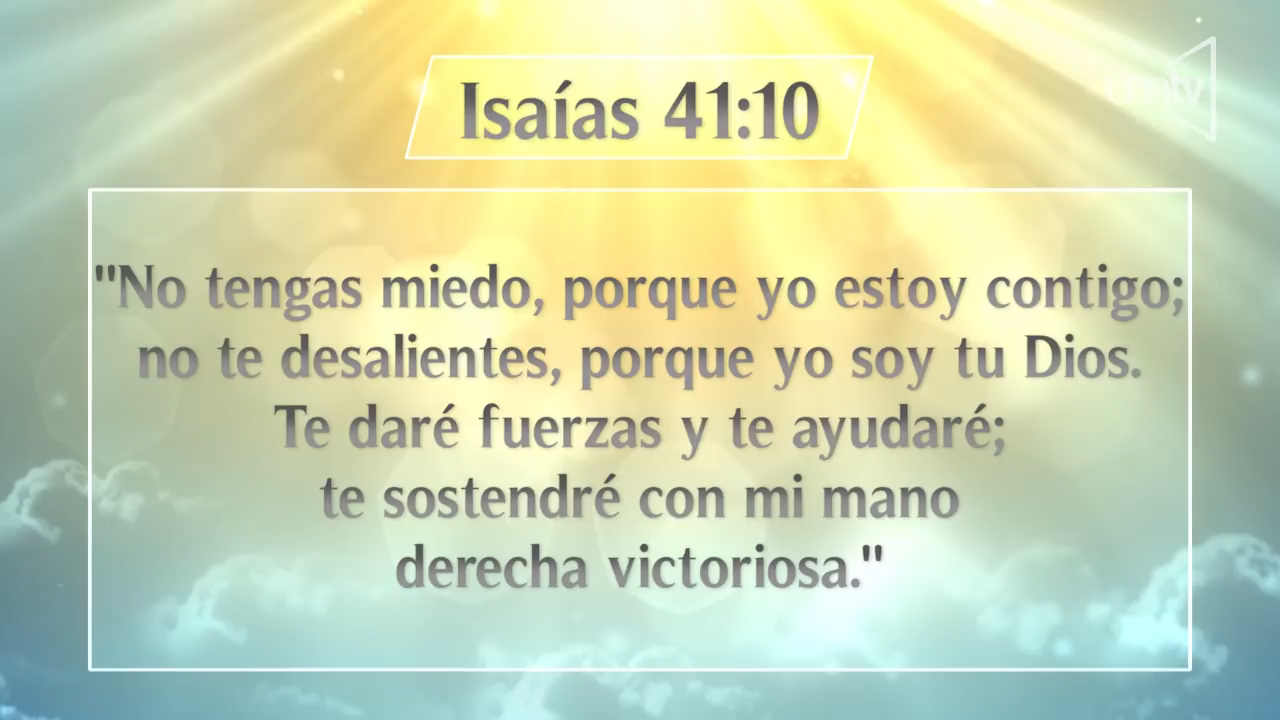 Isaías 41:10
"No tengas miedo, porque yo estoy contigo;
no te desalientes, porque yo soy tu Dios.
Te daré fuerzas y te ayudaré;
te sostendré con mi mano
derecha victoriosa."